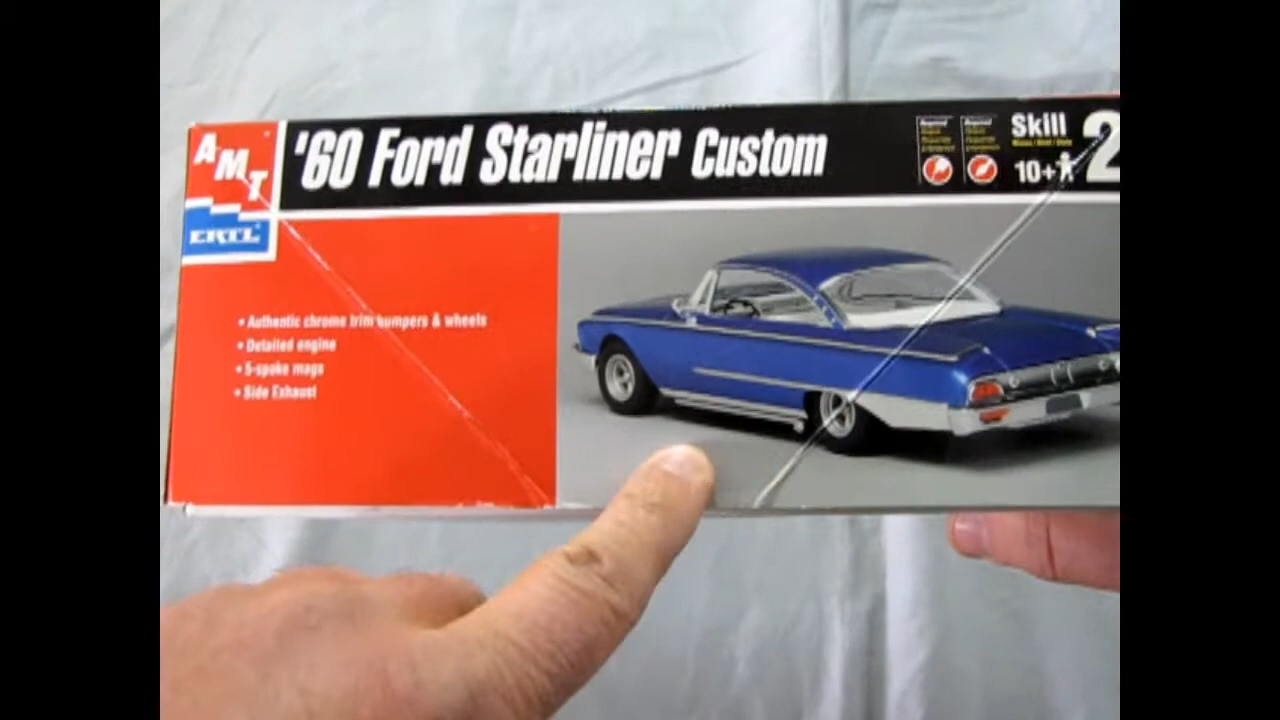 AMT
ERTL
'60 Ford Starliner Custom
Skill 2
10+
• Authentic chrome trim bumpers & wheels
• Detailed engine
• 5-spoke mags
• Side Exhaust